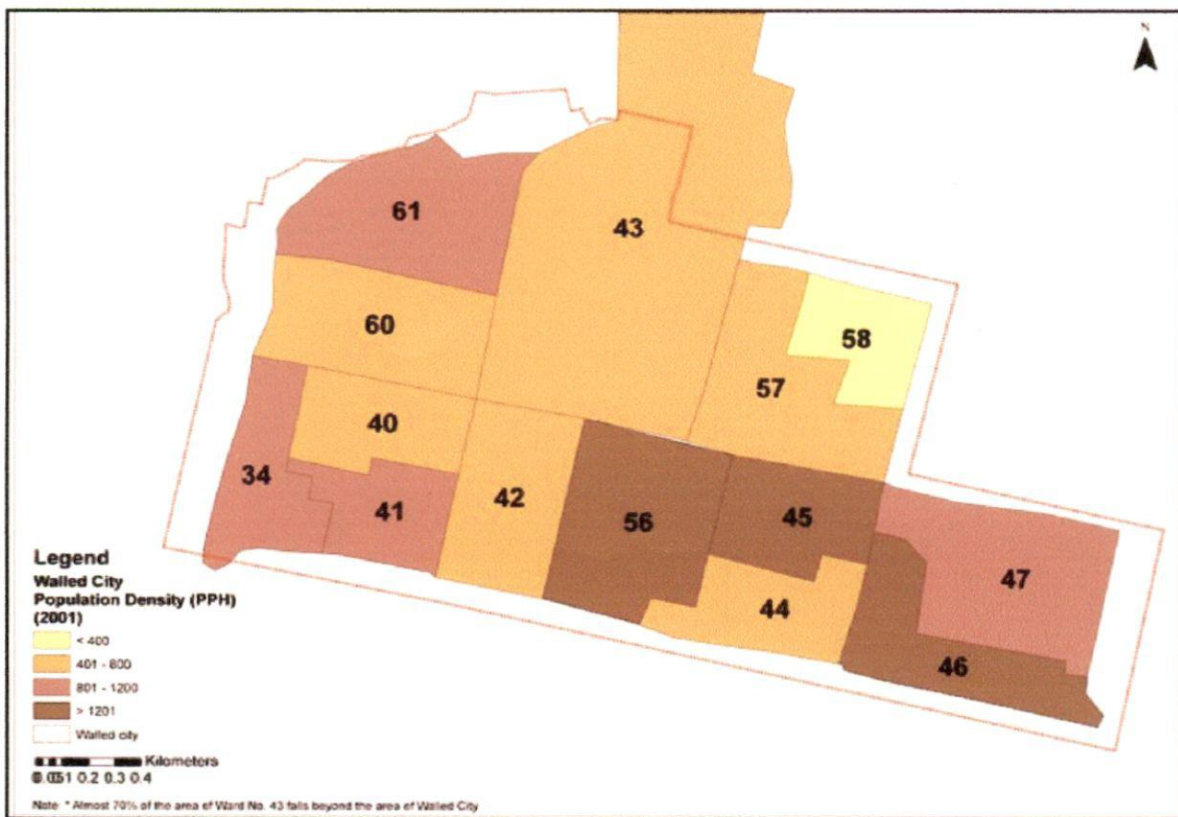 N
61
43
60
58
57
40
34
41
42
56
45
47
44
46
Legend
Walled City
Population Density (PPH)
(2001)
< 400
401 - 800
801 - 1200
> 1201
Walled city
Kilometers
0.2 0.3 0.4
Note * Almost 70% of the area of Ward No. 43 falls beyond the area of Walled City